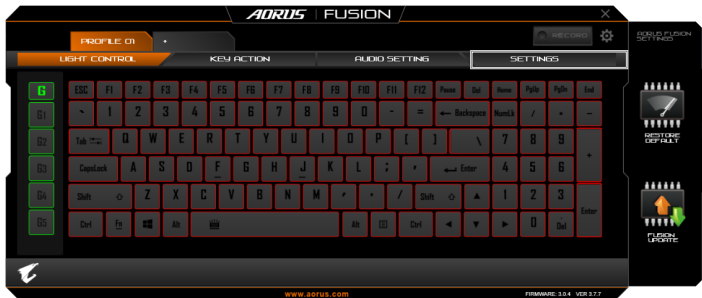 AORUS | FUSION
PROFILE 01
RECORD
AORUS FUSION
SETTINGS
LIGHT CONTROL KEY ACTION AUDIO SETTING SETTINGS
G ESC F1 F2 F3 F4 F5 F6 F7 F8 F9 F10 F11 F12 Pause Del Home PgUp PgDn End
G1 ` 1 2 3 4 5 6 7 8 9 0 - = ← Backspace NumLk / * -
G2 Tab Q W E R T Y U I O P [ ] \ 7 8 9 +
G3 CapsLock A S D F G H J K L ; ' Enter 4 5 6
G4 Shift Z X C V B N M , . / Shift 1 2 3 Enter
G5 Ctrl Fn Alt Alt Ctrl 0 . Del
RESTORE
DEFAULT
FUSION
UPDATE
www.aorus.com
FIRMWARE: 3.0.4 VER 3.7.7